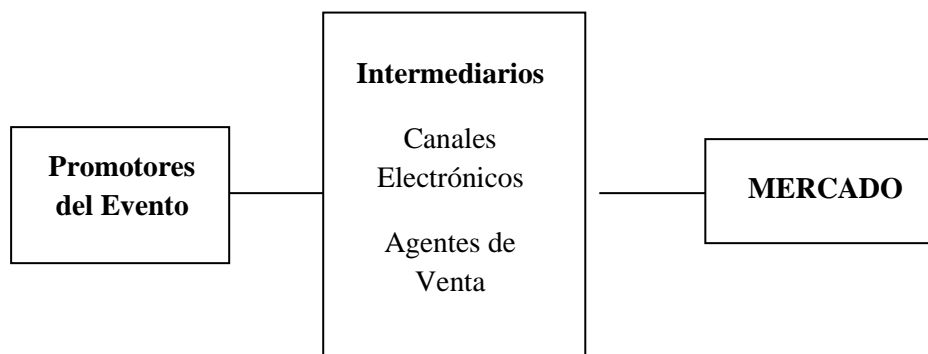 Promotores
del Evento
Intermediarios
Canales
Electrónicos
Agentes de
Venta
MERCADO